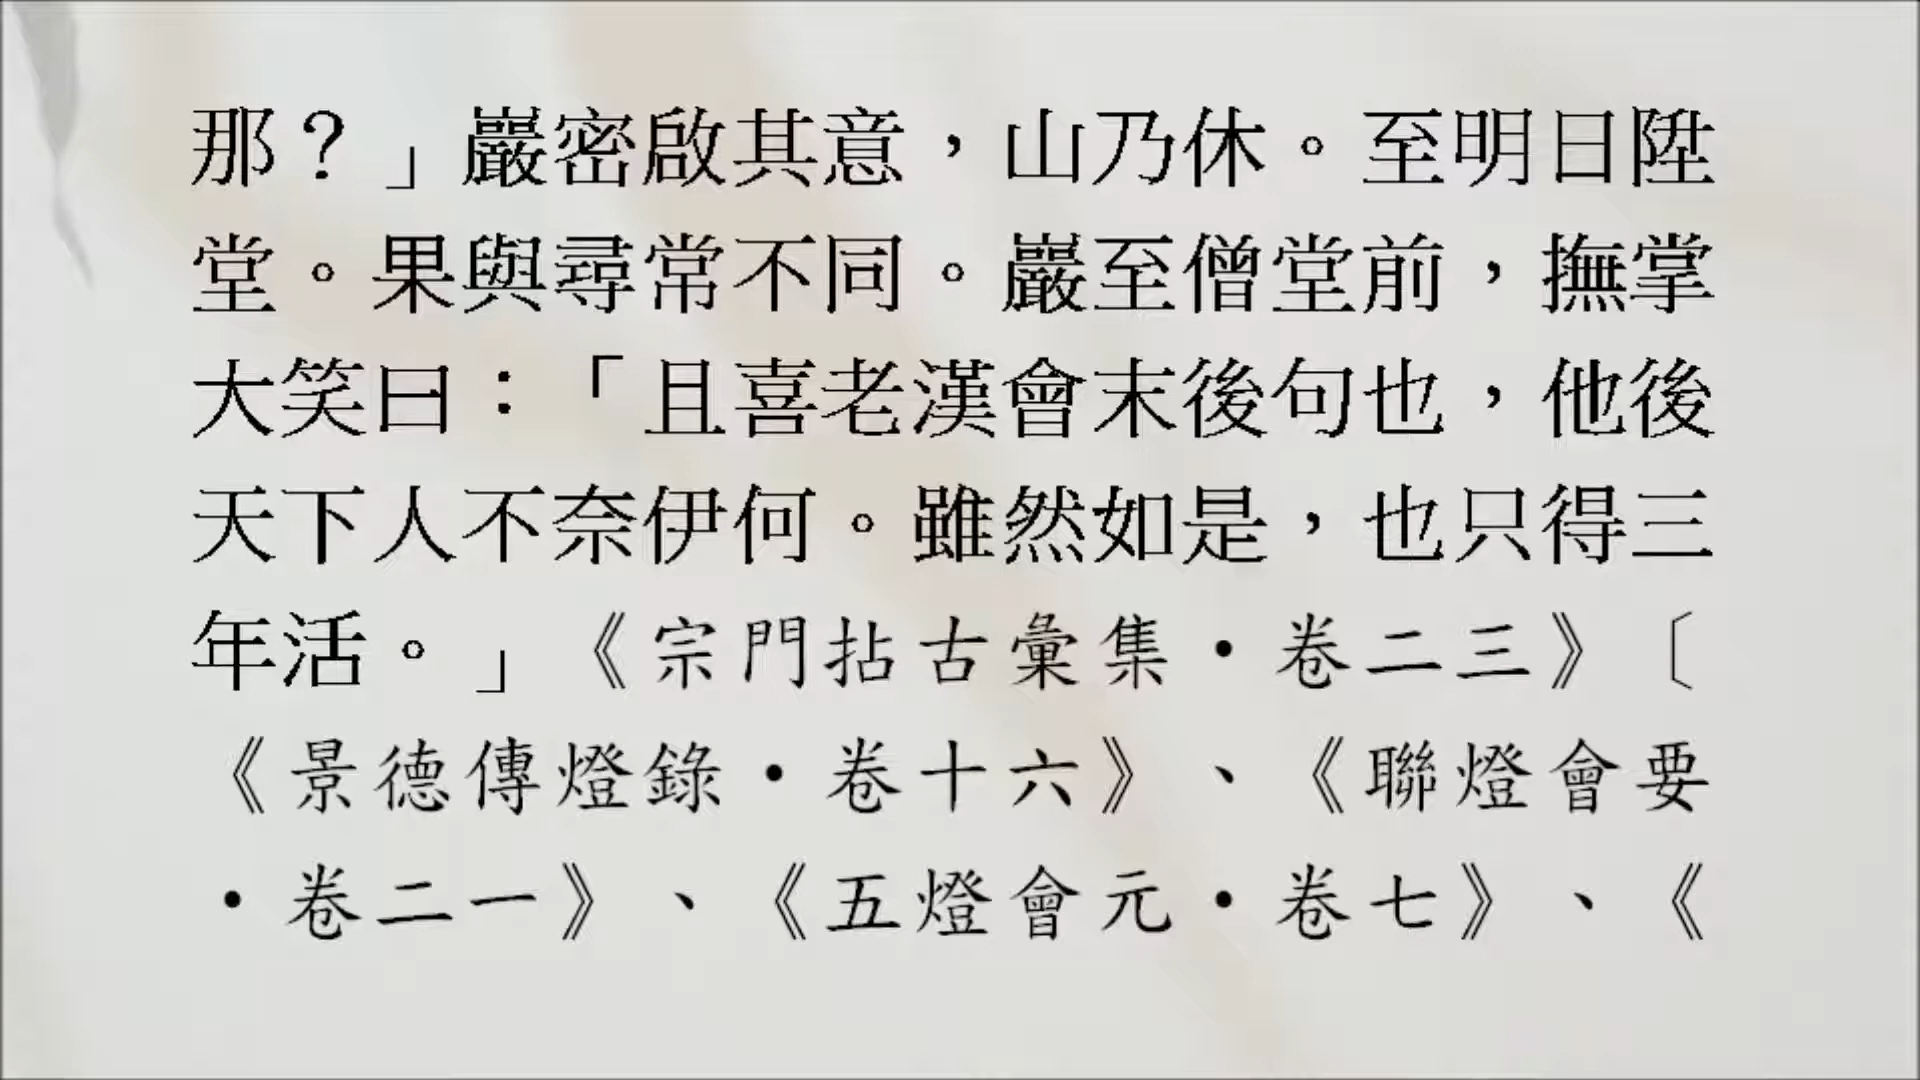 那？」巖密啟其意，山乃休。至明日陞
堂。果與尋常不同。巖至僧堂前，撫掌
大笑曰：「且喜老漢會末後句也，他後
天下人不奈伊何。雖然如是，也只得三
年活。」《宗門拈古彙集·卷二三》〔
《景德傳燈錄·卷十六》、《聯燈會要
·卷二一》、《五燈會元·卷七》、《